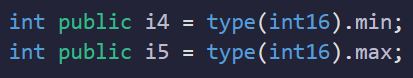 int public i4 = type(int16).min;
int public i5 = type(int16).max;